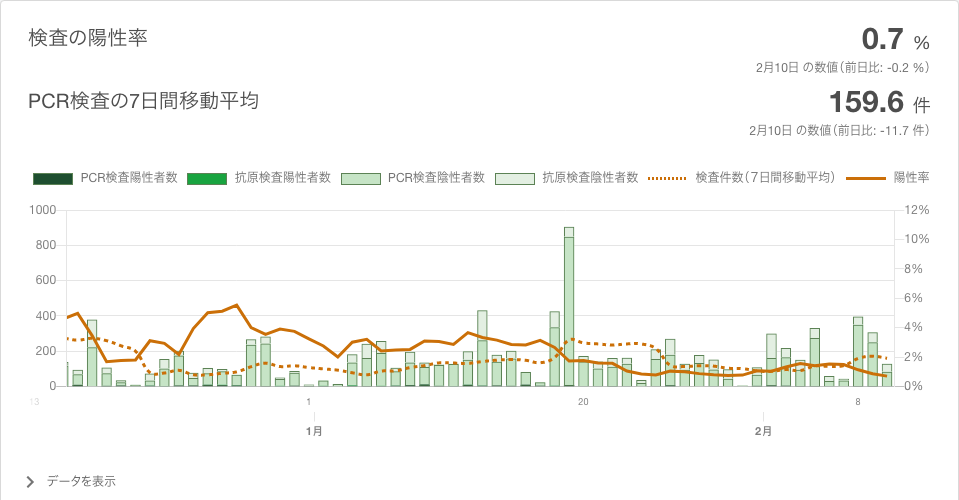 検査の陽性率
0.7 %
2月10日 の数値（前日比: -0.2 %）
PCR検査の7日間移動平均
159.6 件
2月10日 の数値（前日比: -11.7 件）
PCR検査陽性者数 抗原検査陽性者数 PCR検査陰性者数 抗原検査陰性者数 検査件数（7日間移動平均） 陽性率
1000 12%
10%
800
8%
600
6%
400
4%
200
2%
0 0%
13 1 20 8
1月 2月
データを表示